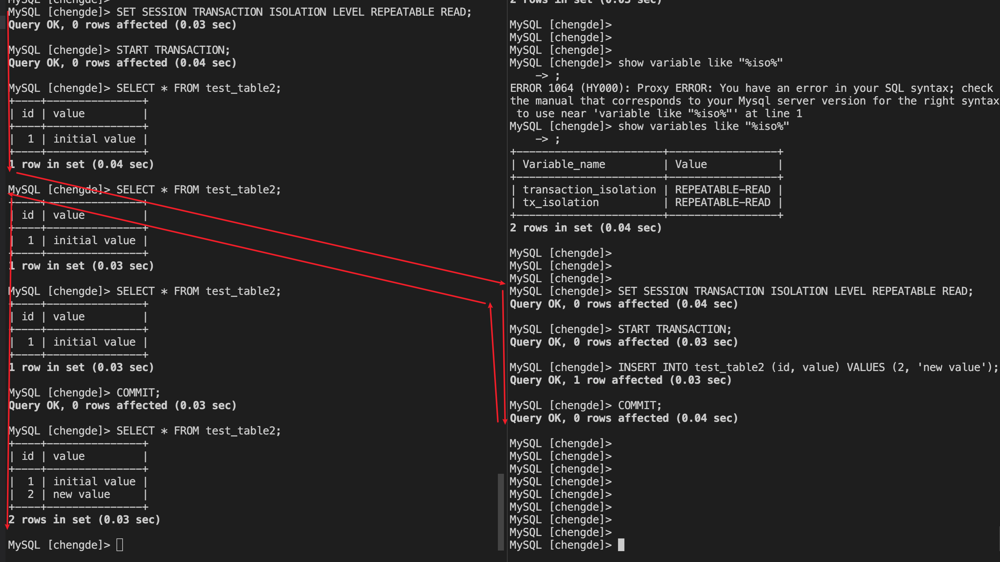 MySQL [chengde]>
MySQL [chengde]> SET SESSION TRANSACTION ISOLATION LEVEL REPEATABLE READ;
Query OK, 0 rows affected (0.03 sec)
MySQL [chengde]> START TRANSACTION;
Query OK, 0 rows affected (0.04 sec)
MySQL [chengde]> SELECT * FROM test_table2;
+----+---------------+
| id | value         |
+----+---------------+
|  1 | initial value |
+----+---------------+
1 row in set (0.04 sec)
MySQL [chengde]> SELECT * FROM test_table2;
+----+---------------+
| id | value         |
+----+---------------+
|  1 | initial value |
+----+---------------+
1 row in set (0.03 sec)
MySQL [chengde]> SELECT * FROM test_table2;
+----+---------------+
| id | value         |
+----+---------------+
|  1 | initial value |
+----+---------------+
1 row in set (0.03 sec)
MySQL [chengde]> COMMIT;
Query OK, 0 rows affected (0.03 sec)
MySQL [chengde]> SELECT * FROM test_table2;
+----+---------------+
| id | value         |
+----+---------------+
|  1 | initial value |
|  2 | new value     |
+----+---------------+
2 rows in set (0.03 sec)
MySQL [chengde]>
2 rows in set (0.03 sec)
MySQL [chengde]>
MySQL [chengde]>
MySQL [chengde]>
MySQL [chengde]> show variable like "%iso%"
    -> ;
ERROR 1064 (HY000): Proxy ERROR: You have an error in your SQL syntax; check
the manual that corresponds to your Mysql server version for the right syntax
 to use near 'variable like "%iso%"' at line 1
MySQL [chengde]> show variables like "%iso%"
    -> ;
+-----------------------+-----------------+
| Variable_name         | Value           |
+-----------------------+-----------------+
| transaction_isolation | REPEATABLE-READ |
| tx_isolation          | REPEATABLE-READ |
+-----------------------+-----------------+
2 rows in set (0.04 sec)
MySQL [chengde]>
MySQL [chengde]>
MySQL [chengde]>
MySQL [chengde]> SET SESSION TRANSACTION ISOLATION LEVEL REPEATABLE READ;
Query OK, 0 rows affected (0.04 sec)
MySQL [chengde]> START TRANSACTION;
Query OK, 0 rows affected (0.03 sec)
MySQL [chengde]> INSERT INTO test_table2 (id, value) VALUES (2, 'new value');
Query OK, 1 row affected (0.03 sec)
MySQL [chengde]> COMMIT;
Query OK, 0 rows affected (0.04 sec)
MySQL [chengde]>
MySQL [chengde]>
MySQL [chengde]>
MySQL [chengde]>
MySQL [chengde]>
MySQL [chengde]>
MySQL [chengde]>
MySQL [chengde]>
MySQL [chengde]>